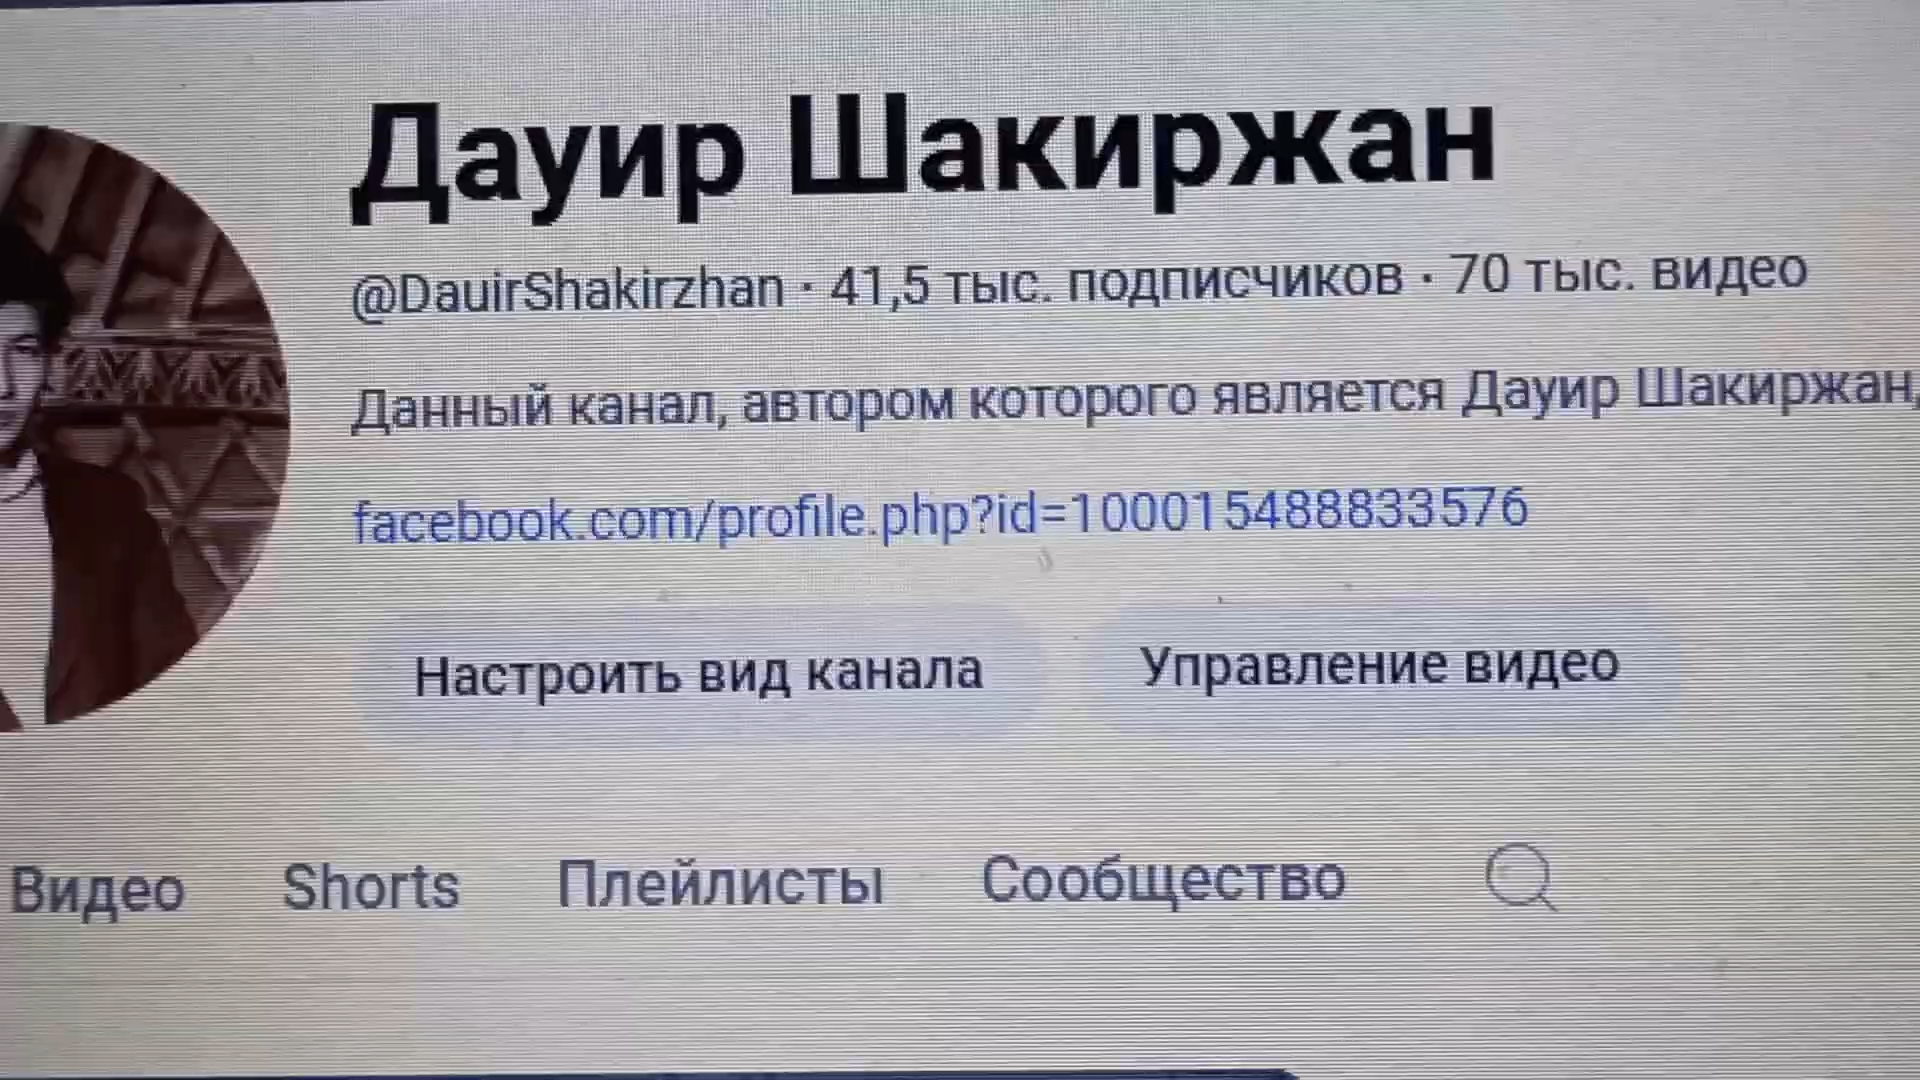 Дауир Шакиржан
@DauirShakirzhan · 41,5 тыс. подписчиков · 70 тыс. видео
Данный канал, автором которого является Дауир Шакиржан,
facebook.com/profile.php?id=100015488833576
Настроить вид канала Управление видео
Видео Shorts Плейлисты Сообщество